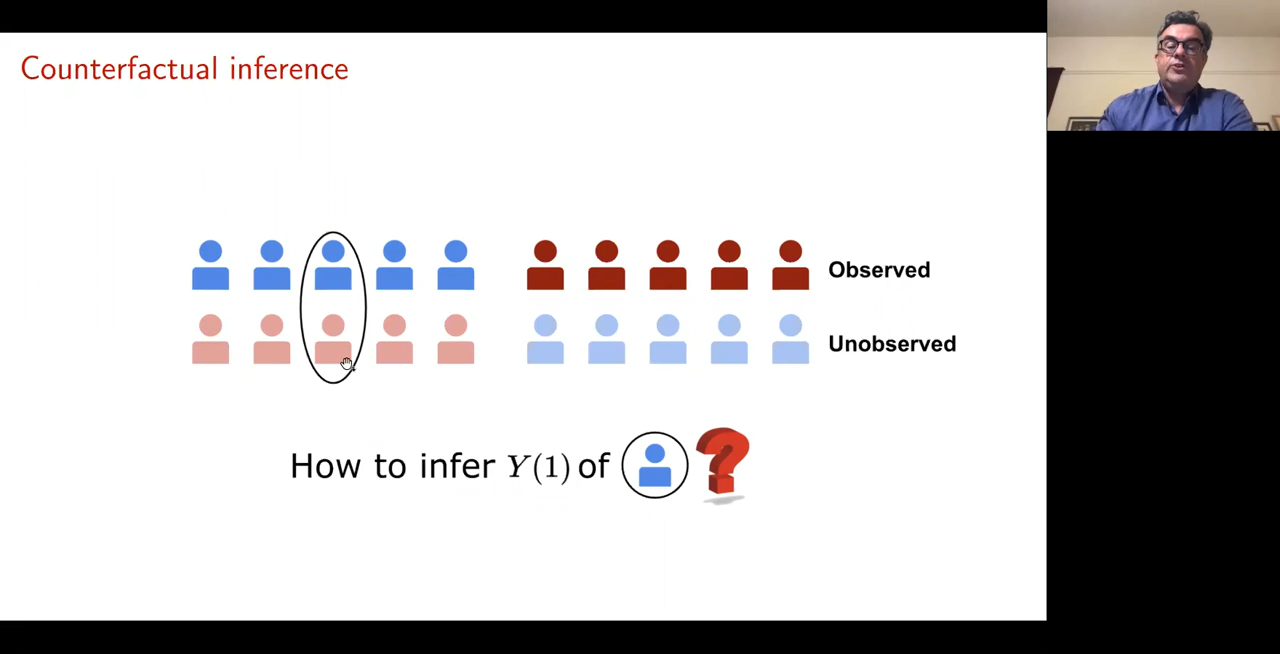 Counterfactual inference
Observed
Unobserved
How to infer Y(1) of ?